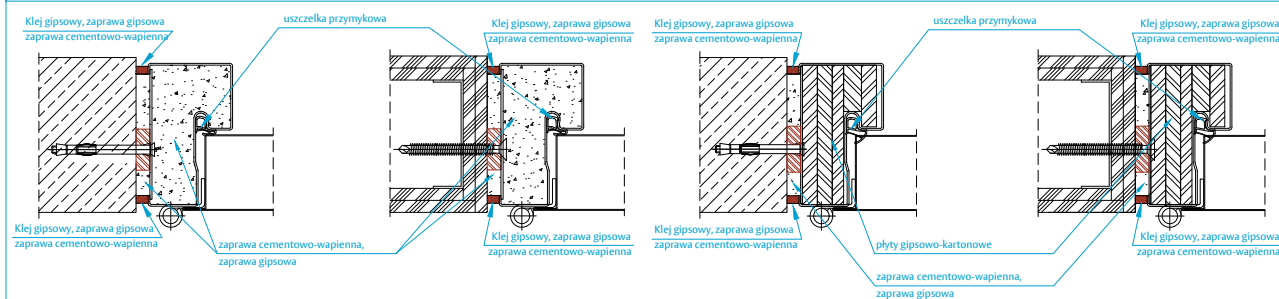 Klej gipsowy, zaprawa gipsowa
zaprawa cementowo-wapienna
uszczelka przymykowa
Klej gipsowy, zaprawa gipsowa
zaprawa cementowo-wapienna
Klej gipsowy, zaprawa gipsowa
zaprawa cementowo-wapienna
uszczelka przymykowa
Klej gipsowy, zaprawa gipsowa
zaprawa cementowo-wapienna
Klej gipsowy, zaprawa gipsowa
zaprawa cementowo-wapienna
zaprawa cementowo-wapienna,
zaprawa gipsowa
Klej gipsowy, zaprawa gipsowa
zaprawa cementowo-wapienna
Klej gipsowy, zaprawa gipsowa
zaprawa cementowo-wapienna
płyty gipsowo-kartonowe
Klej gipsowy, zaprawa gipsowa
zaprawa cementowo-wapienna
zaprawa cementowo-wapienna,
zaprawa gipsowa